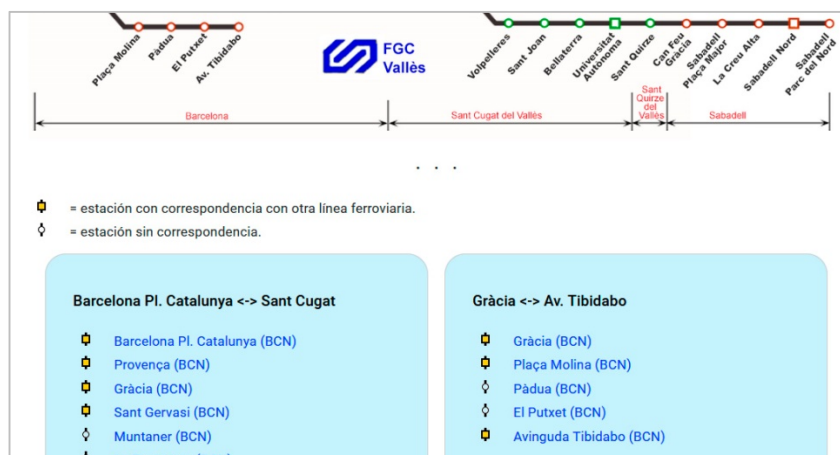 Plaça Molina
Pàdua
El Putxet
Av. Tibidabo
FGC
Vallès
Volpelleres
Sant Joan
Bellaterra
Universitat
Autònoma
Sant Quirze
Can Feu
Gràcia
Sabadell
Plaça Major
La Creu Alta
Sabadell Nord
Sabadell
Parc del Nord
Barcelona
Sant Cugat del Vallès
Sant
Quirze
del
Vallès
Sabadell
. . .
= estación con correspondencia con otra línea ferroviaria.
= estación sin correspondencia.
Barcelona Pl. Catalunya <-> Sant Cugat
Barcelona Pl. Catalunya (BCN)
Provença (BCN)
Gràcia (BCN)
Sant Gervasi (BCN)
Muntaner (BCN)
Gràcia <-> Av. Tibidabo
Gràcia (BCN)
Plaça Molina (BCN)
Pàdua (BCN)
El Putxet (BCN)
Avinguda Tibidabo (BCN)